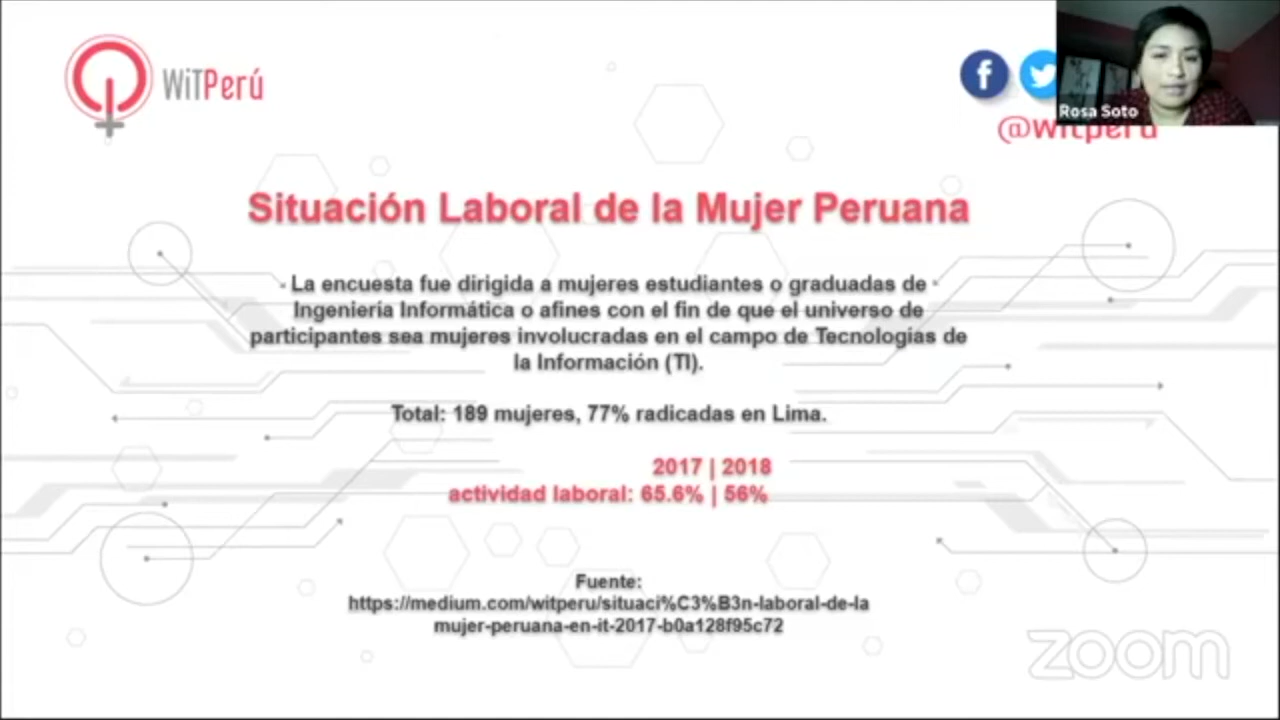 WiTPerú
Rosa Soto
@witperu
Situación Laboral de la Mujer Peruana
La encuesta fue dirigida a mujeres estudiantes o graduadas de
Ingeniería Informática o afines con el fin de que el universo de
participantes sea mujeres involucradas en el campo de Tecnologías de
la Información (TI).
Total: 189 mujeres, 77% radicadas en Lima.
2017 | 2018
actividad laboral: 65.6% | 56%
Fuente:
https://medium.com/witperu/situaci%C3%B3n-laboral-de-la
mujer-peruana-en-it-2017-b0a128f95c72
zoom